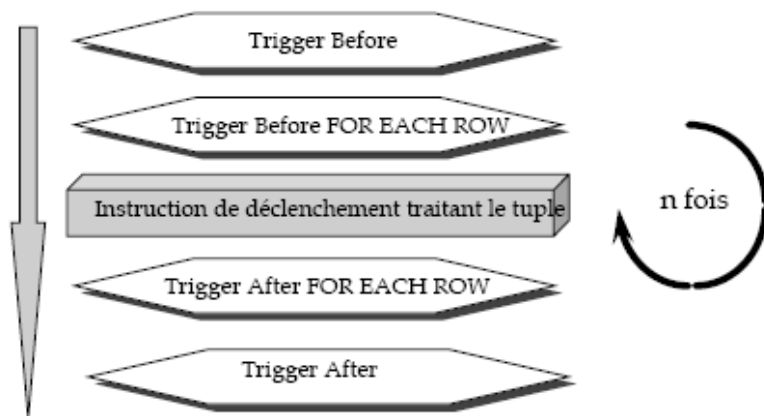 Trigger Before
Trigger Before FOR EACH ROW
Instruction de déclenchement traitant le tuple
n fois
Trigger After FOR EACH ROW
Trigger After